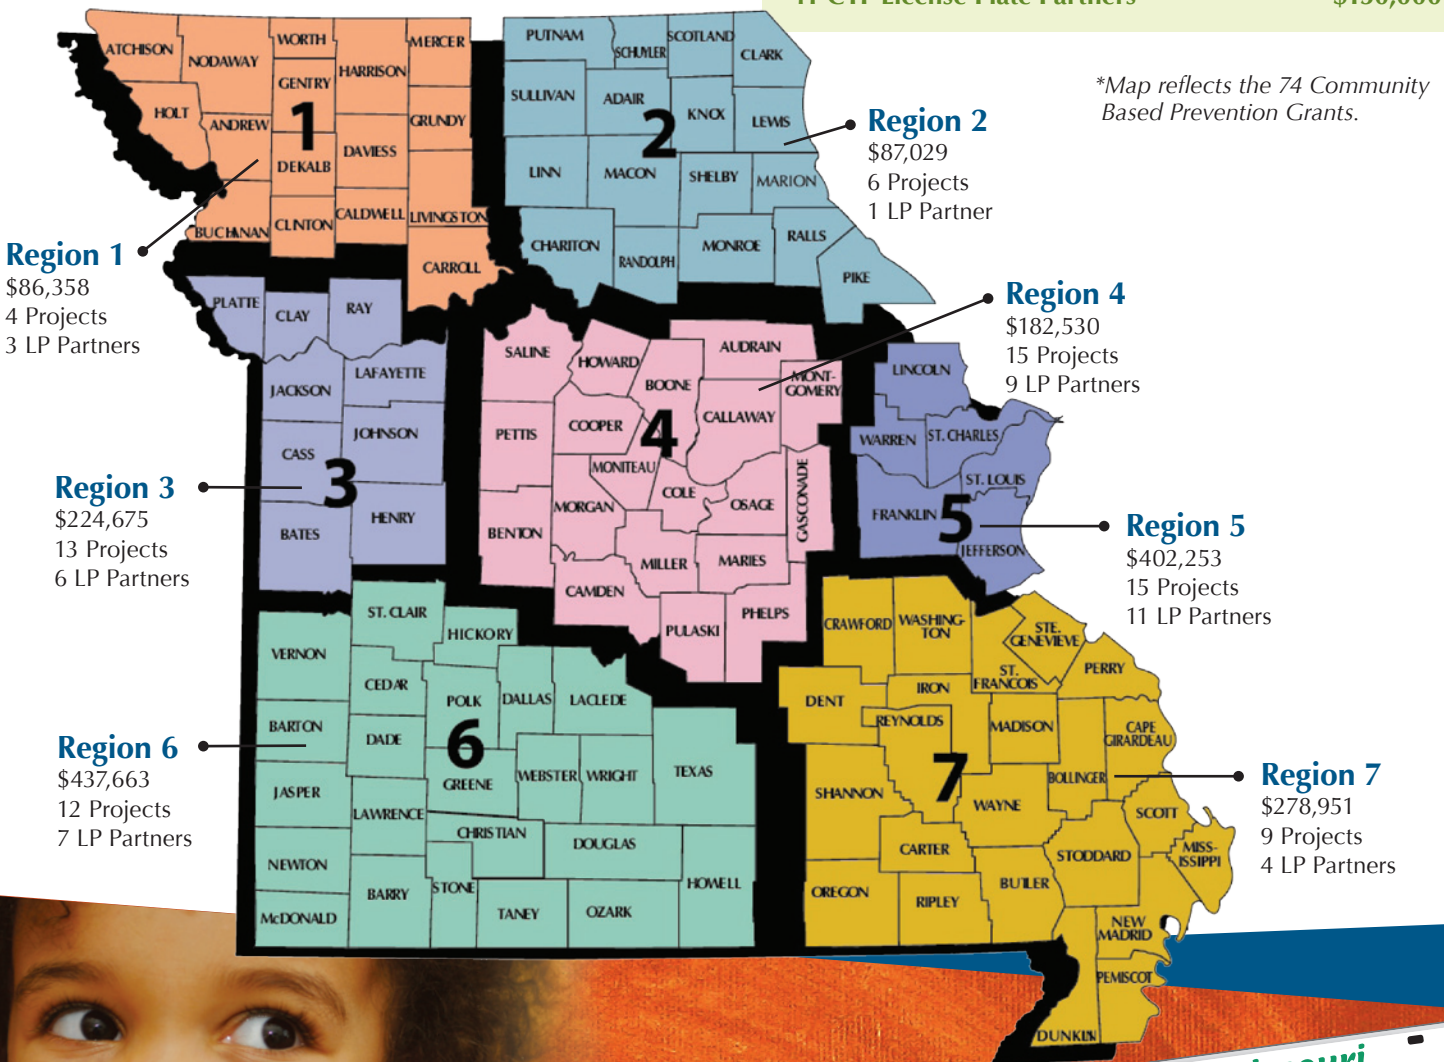 11 CTF License Plate Partners $150,000
*Map reflects the 74 Community
Based Prevention Grants.
Region 1
$86,358
4 Projects
3 LP Partners
Region 2
$87,029
6 Projects
1 LP Partner
Region 3
$224,675
13 Projects
6 LP Partners
Region 4
$182,530
15 Projects
9 LP Partners
Region 5
$402,253
15 Projects
11 LP Partners
Region 6
$437,663
12 Projects
7 LP Partners
Region 7
$278,951
9 Projects
4 LP Partners
1
ATCHISON
NODAWAY
WORTH
HARRISON
MERCER
GENTRY
HOLT
ANDREW
GRUNDY
DEKALB
DAVIESS
BUCHANAN
CLINTON
CALDWELL
LIVINGSTON
CARROLL
2
PUTNAM
SCHUYLER
SCOTLAND
CLARK
SULLIVAN
ADAIR
KNOX
LEWIS
LINN
MACON
SHELBY
MARION
CHARITON
RANDOLPH
MONROE
RALLS
PIKE
3
PLATTE
CLAY
RAY
JACKSON
LAFAYETTE
CASS
JOHNSON
BATES
HENRY
4
SALINE
HOWARD
BOONE
AUDRAIN
MONT-
GOMERY
PETTIS
COOPER
CALLAWAY
MONITEAU
COLE
OSAGE
GASCONADE
BENTON
MORGAN
MILLER
MARIES
CAMDEN
PULASKI
PHELPS
5
LINCOLN
WARREN
ST. CHARLES
ST. LOUIS
FRANKLIN
JEFFERSON
6
ST. CLAIR
HICKORY
VERNON
CEDAR
POLK
DALLAS
LACLEDE
BARTON
DADE
GREENE
WEBSTER
WRIGHT
TEXAS
JASPER
LAWRENCE
CHRISTIAN
DOUGLAS
NEWTON
BARRY
STONE
HOWELL
McDONALD
TANEY
OZARK
7
CRAWFORD
WASHING-
TON
STE.
GENEVIEVE
ST.
FRANCOIS
PERRY
DENT
IRON
REYNOLDS
MADISON
CAPE
GIRARDEAU
BOLLINGER
SHANNON
WAYNE
SCOTT
CARTER
STODDARD
MISS-
ISSIPPI
OREGON
RIPLEY
BUTLER
NEW
MADRID
PEMISCOT
DUNKLIN